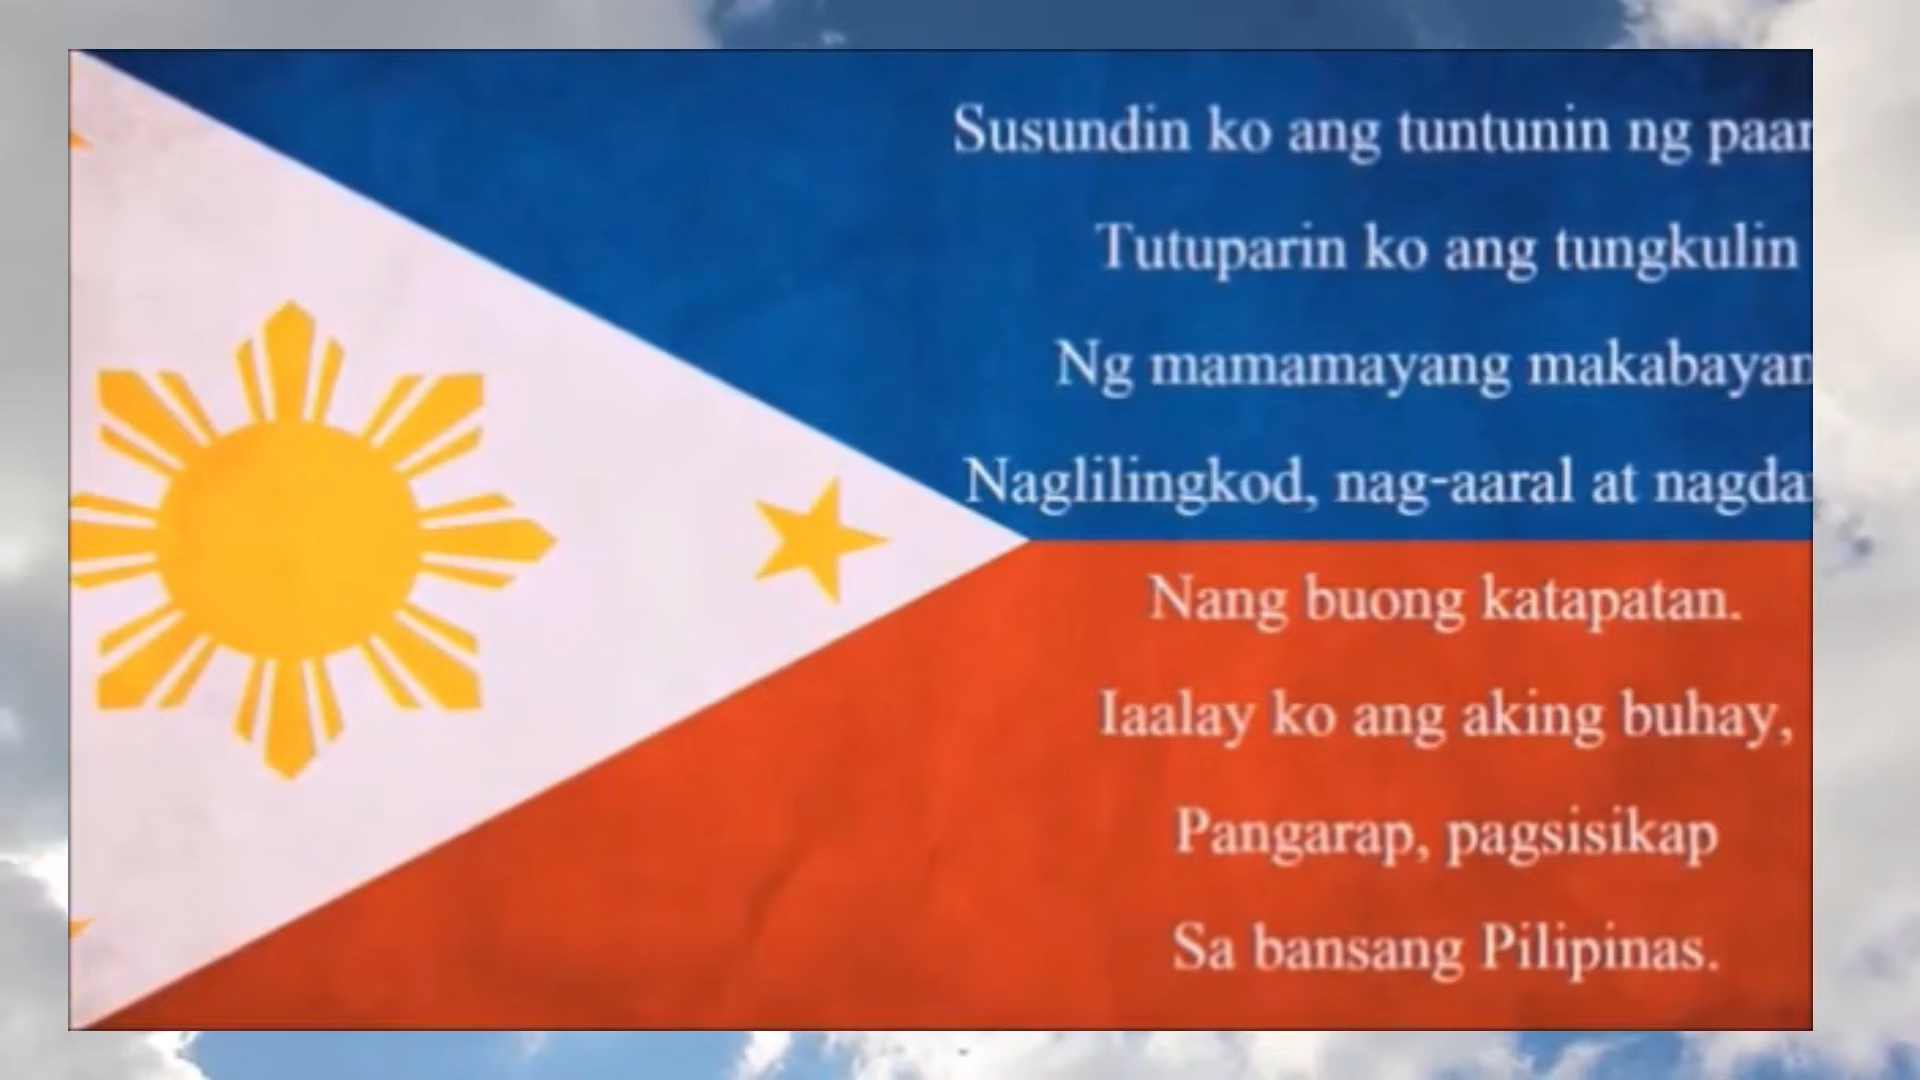 Susundin ko ang tuntunin ng
Tutuparin ko ang tungkulin
Ng mamamayang makabayan
Naglilingkod, nag-aaral at
Nang buong katapatan.
Iaalay ko ang aking buhay,
Pangarap, pagsisikap
Sa bansang Pilipinas.